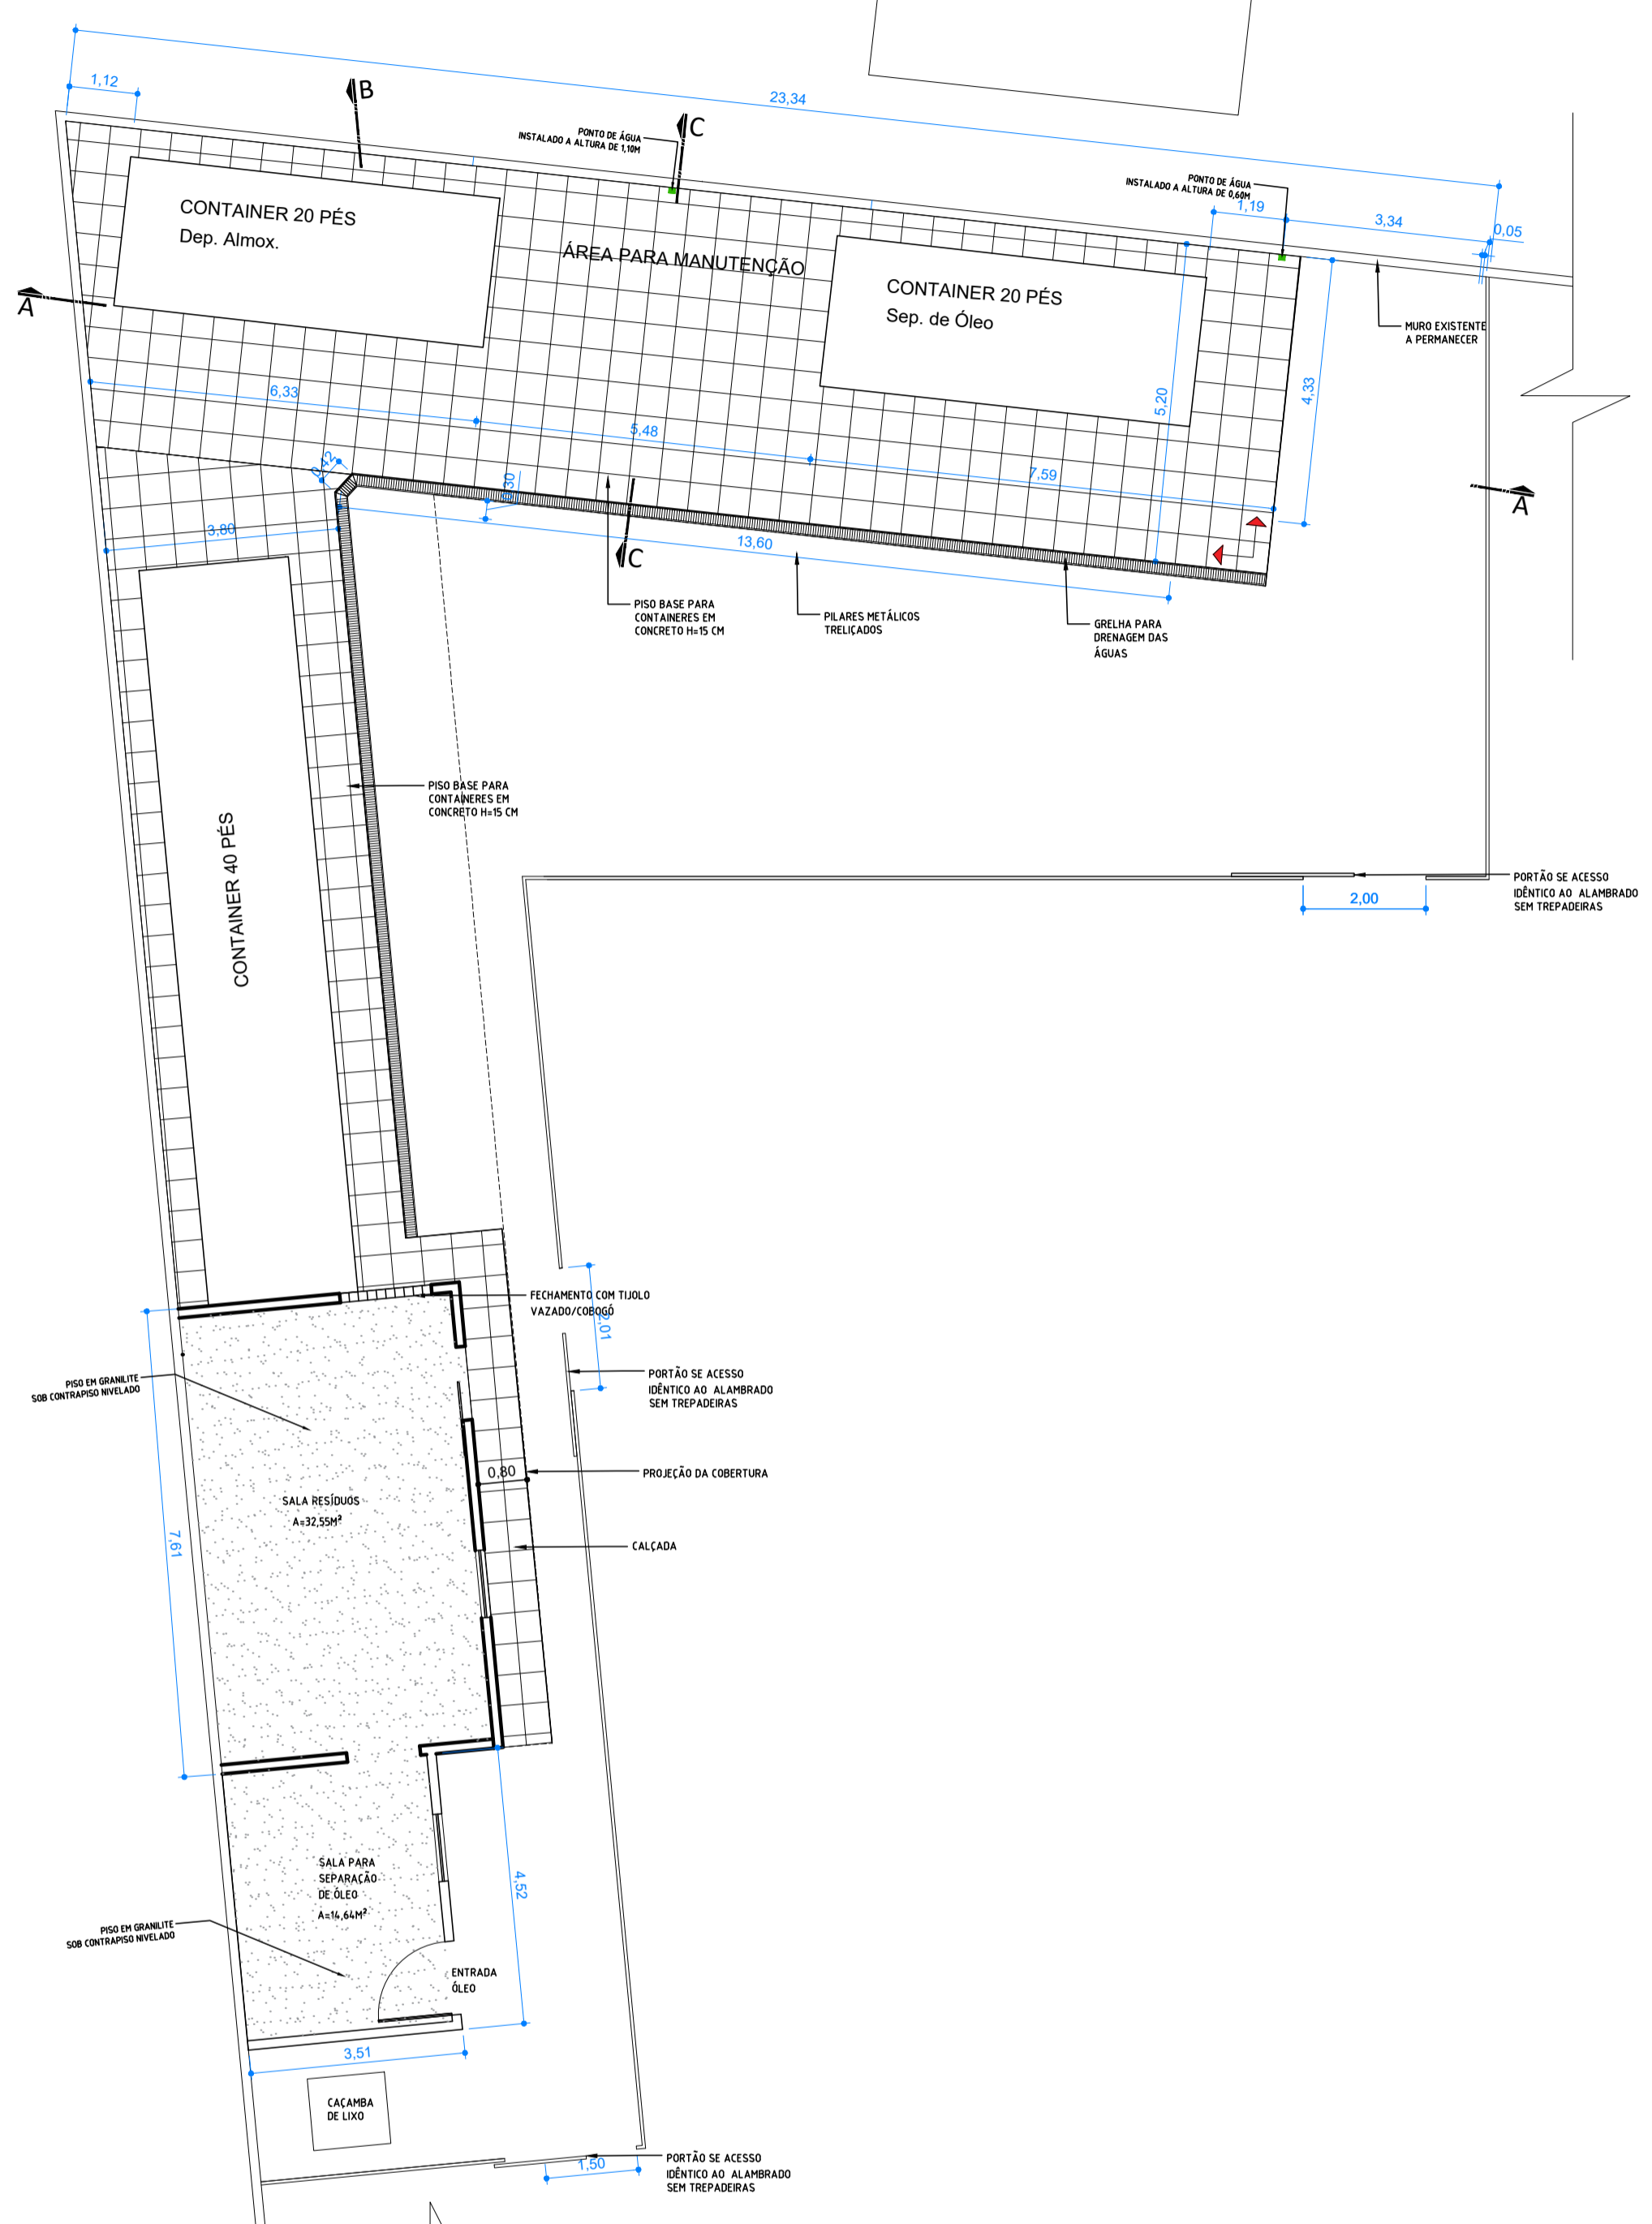 23,34
1,12
B
PONTO DE ÁGUA
INSTALADO A ALTURA DE 1,10M
C
PONTO DE ÁGUA
INSTALADO A ALTURA DE 0,60M
1,19
3,34
0,05
CONTAINER 20 PÉS
Dep. Almox.
ÁREA PARA MANUTENÇÃO
CONTAINER 20 PÉS
Sep. de Óleo
A
MURO EXISTENTE
A PERMANECER
6,33
5,48
5,20
4,33
7,59
0,42
0,30
A
3,80
13,60
C
PISO BASE PARA
CONTAINERES EM
CONCRETO H=15 CM
PILARES METÁLICOS
TRELIÇADOS
GRELHA PARA
DRENAGEM DAS
ÁGUAS
PISO BASE PARA
CONTAINERES EM
CONCRETO H=15 CM
CONTAINER 40 PÉS
PORTÃO SE ACESSO
IDÊNTICO AO ALAMBRADO
SEM TREPADEIRAS
2,00
FECHAMENTO COM TIJOLO
VAZADO/COBOGÓ
2,01
PISO EM GRANILITE
SOB CONTRAPISO NIVELADO
PORTÃO SE ACESSO
IDÊNTICO AO ALAMBRADO
SEM TREPADEIRAS
0,80
PROJEÇÃO DA COBERTURA
SALA RESÍDUOS
A=32,55M²
7,61
CALÇADA
SALA PARA
SEPARAÇÃO
DE ÓLEO
A=14,64M²
4,52
PISO EM GRANILITE
SOB CONTRAPISO NIVELADO
ENTRADA
ÓLEO
3,51
CAÇAMBA
DE LIXO
1,50
PORTÃO SE ACESSO
IDÊNTICO AO ALAMBRADO
SEM TREPADEIRAS